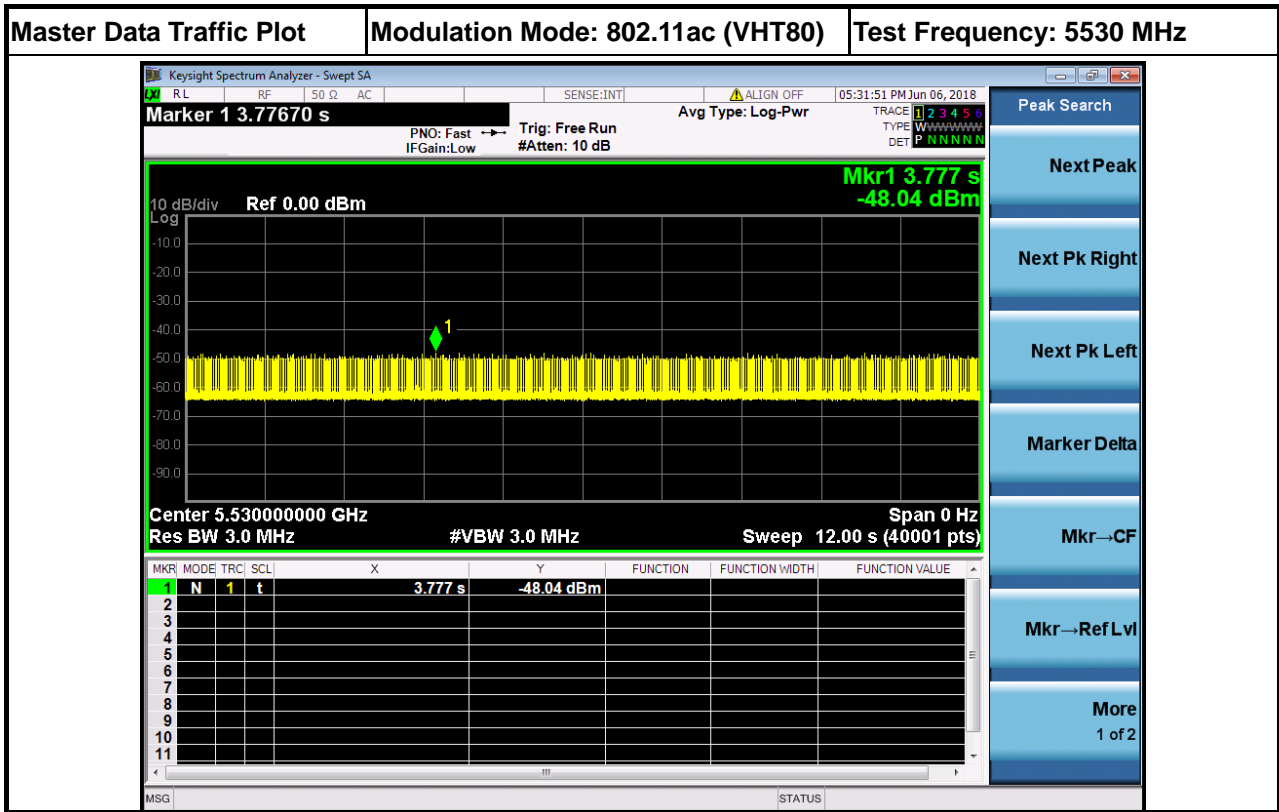 Master Data Traffic Plot Modulation Mode: 802.11ac (VHT80) Test Frequency: 5530 MHz
Keysight Spectrum Analyzer - Swept SA
LXI RL RF 50 Ω AC SENSE:INT ALIGN OFF 05:31:51 PM Jun 06, 2018
Marker 1 3.77670 s
PNO: Fast
IFGain:Low
Trig: Free Run
#Atten: 10 dB
Avg Type: Log-Pwr
TRACE 1 2 3 4 5 6
TYPE WWWWWW
DET P N N N N N
Peak Search
Mkr1 3.777 s
-48.04 dBm
10 dB/div Ref 0.00 dBm
Log
-10.0
-20.0
-30.0
-40.0
-50.0
-60.0
-70.0
-80.0
-90.0
1
Center 5.530000000 GHz Span 0 Hz
Res BW 3.0 MHz #VBW 3.0 MHz Sweep 12.00 s (40001 pts)
MKR MODE TRC SCL X Y FUNCTION FUNCTION WIDTH FUNCTION VALUE
1 N 1 t 3.777 s -48.04 dBm
2
3
4
5
6
7
8
9
10
11
MSG STATUS
Next Peak
Next Pk Right
Next Pk Left
Marker Delta
Mkr→CF
Mkr→Ref Lvl
More
1 of 2